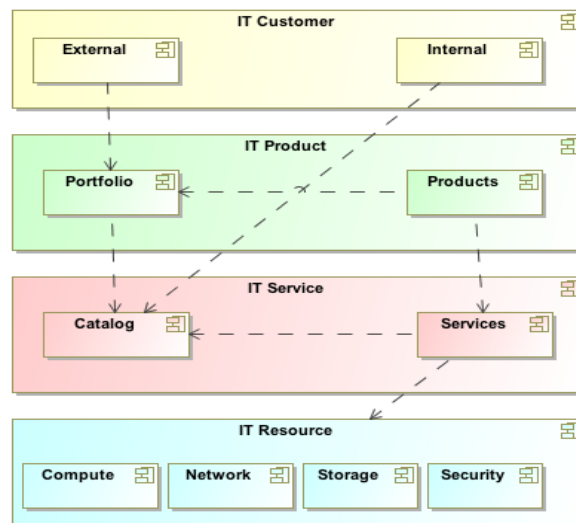 IT Customer
External
Internal
IT Product
Portfolio
Products
IT Service
Catalog
Services
IT Resource
Compute
Network
Storage
Security